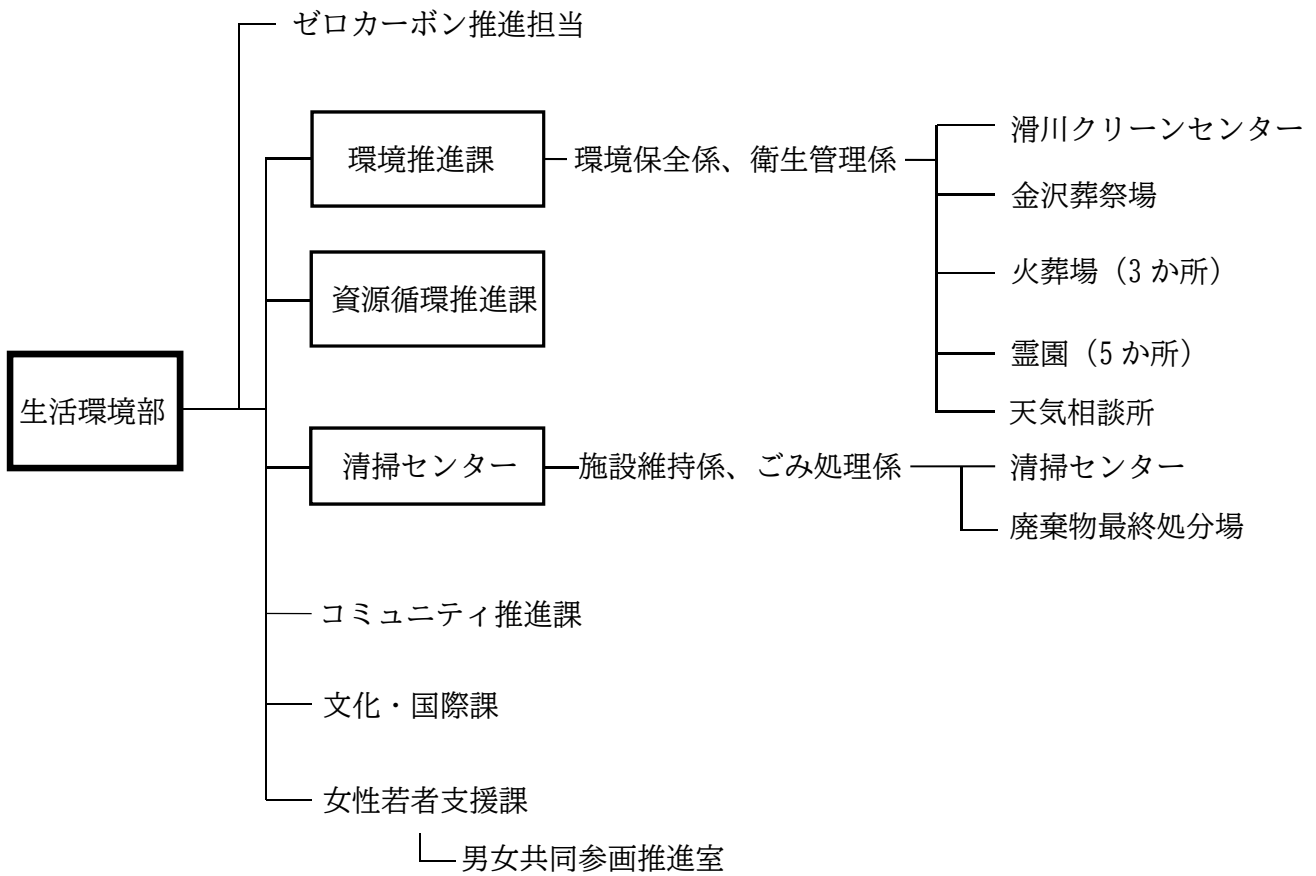 ゼロカーボン推進担当
環境推進課
環境保全係、衛生管理係
滑川クリーンセンター
金沢葬祭場
火葬場（3 か所）
霊園（5 か所）
天気相談所
資源循環推進課
生活環境部
清掃センター
施設維持係、ごみ処理係
清掃センター
廃棄物最終処分場
コミュニティ推進課
文化・国際課
女性若者支援課
男女共同参画推進室